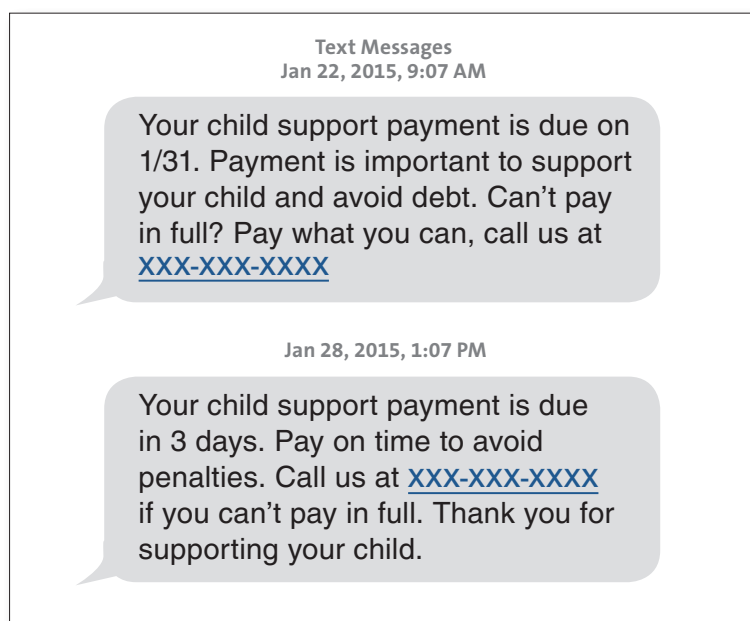 Text Messages
Jan 22, 2015, 9:07 AM
Your child support payment is due on
1/31. Payment is important to support
your child and avoid debt. Can’t pay
in full? Pay what you can, call us at
XXX-XXX-XXXX
Jan 28, 2015, 1:07 PM
Your child support payment is due
in 3 days. Pay on time to avoid
penalties. Call us at XXX-XXX-XXXX
if you can’t pay in full. Thank you for
supporting your child.